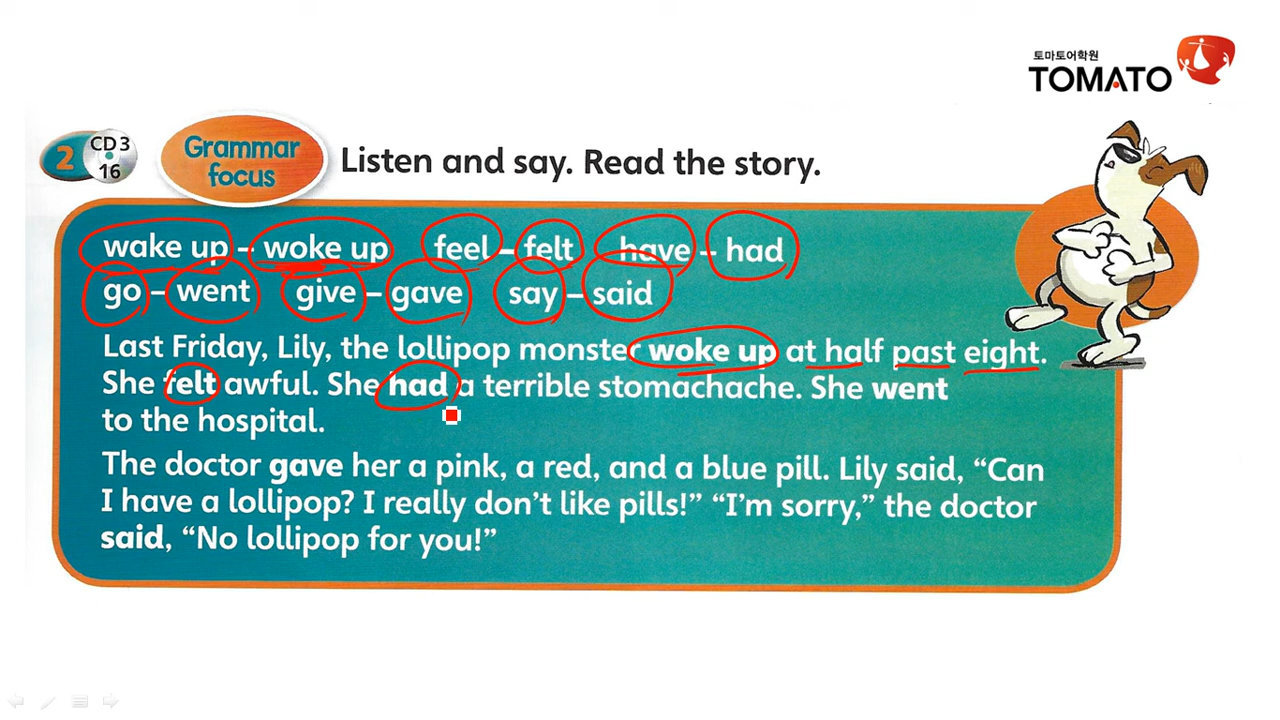 토마토어학원
TOMATO
2
CD 3
16
Grammar
focus
Listen and say. Read the story.
wake up – woke up feel – felt have – had
go – went give – gave say – said
Last Friday, Lily, the lollipop monster woke up at half past eight.
She felt awful. She had a terrible stomachache. She went
to the hospital.
The doctor gave her a pink, a red, and a blue pill. Lily said, “Can
I have a lollipop? I really don’t like pills!” “I’m sorry,” the doctor
said, “No lollipop for you!”